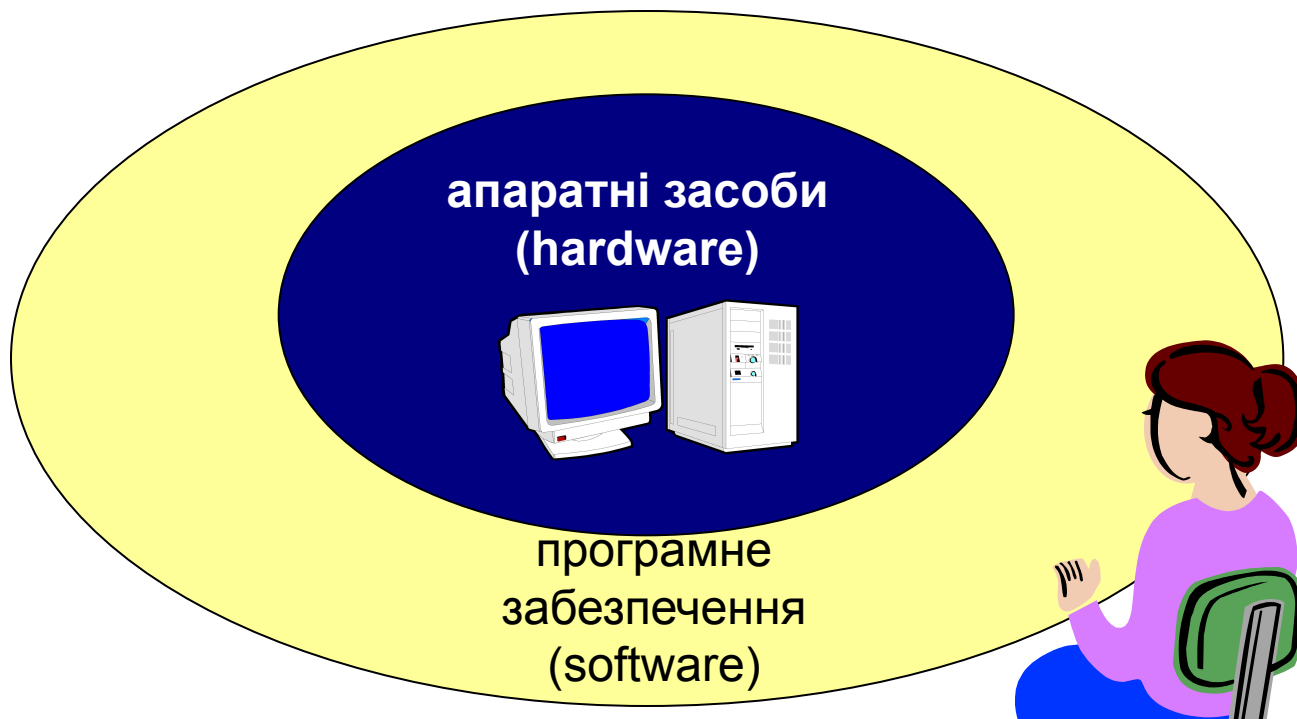 апаратні засоби
(hardware)
програмне
забезпечення
(software)